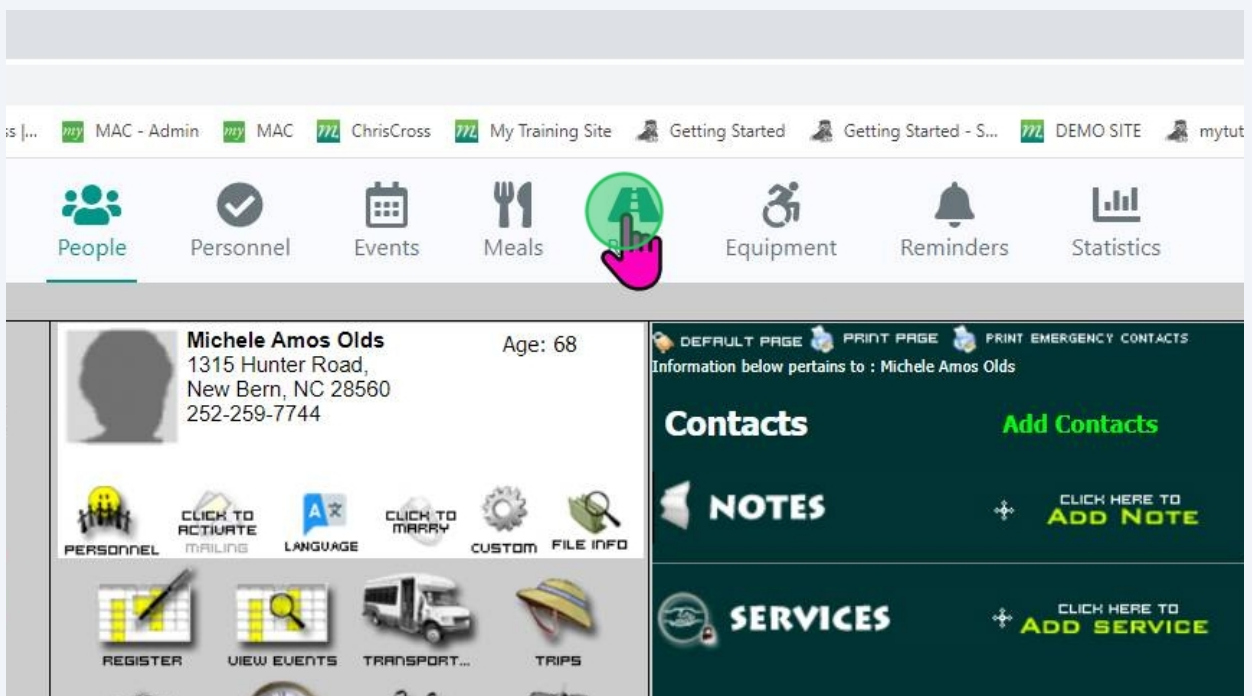 ss |... my MAC - Admin my MAC m ChrisCross m My Training Site Getting Started Getting Started - S... m DEMO SITE mytut
People Personnel Events Meals Equipment Reminders Statistics
Michele Amos Olds Age: 68
1315 Hunter Road,
New Bern, NC 28560
252-259-7744
PERSONNEL
CLICK TO
ACTIVATE
MAILING
LANGUAGE
CLICK TO
MARRY
CUSTOM
FILE INFO
REGISTER VIEW EVENTS TRANSPORT... TRIPS
DEFAULT PAGE PRINT PAGE PRINT EMERGENCY CONTACTS
Information below pertains to : Michele Amos Olds
Contacts Add Contacts
NOTES
CLICK HERE TO
ADD NOTE
SERVICES
CLICK HERE TO
ADD SERVICE